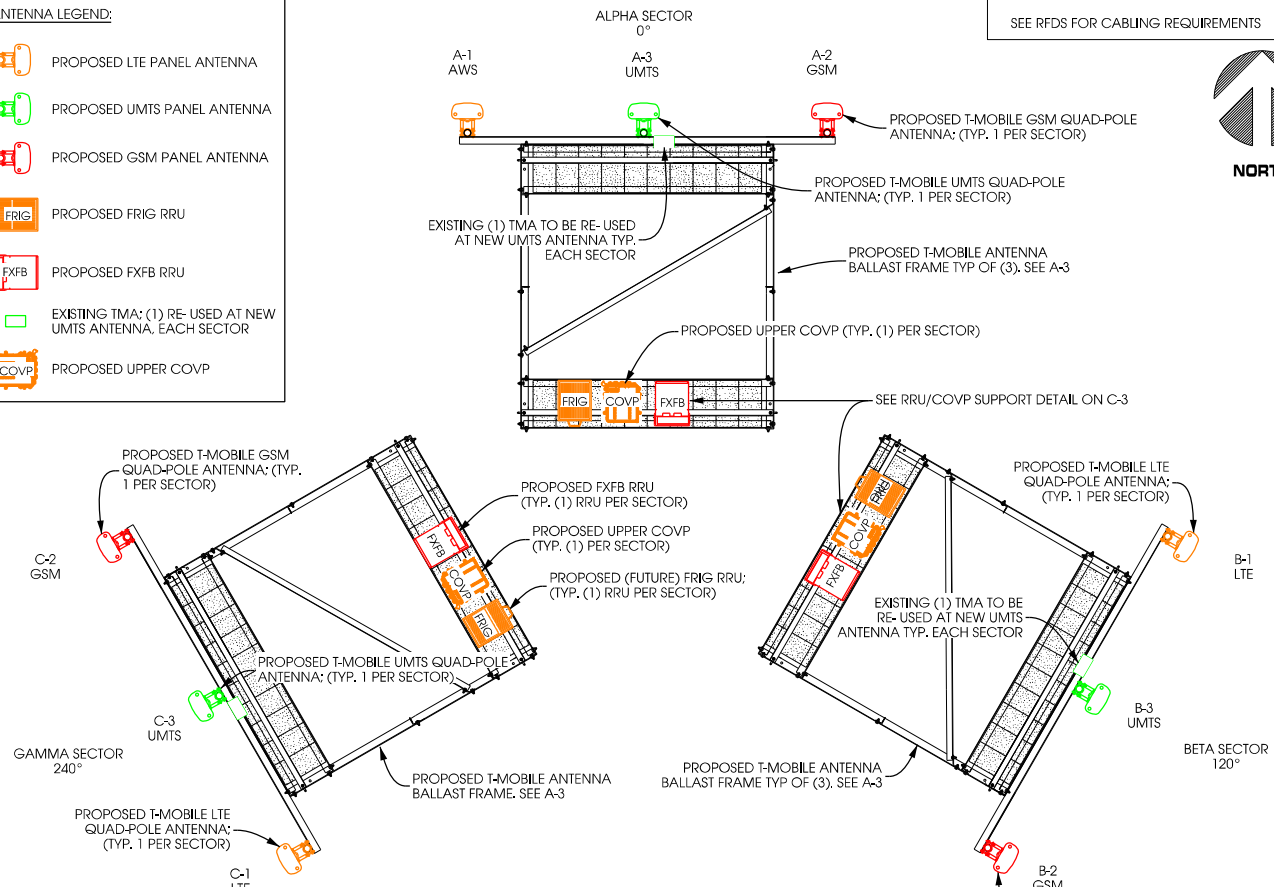 ANTENNA LEGEND:
PROPOSED LTE PANEL ANTENNA
PROPOSED UMTS PANEL ANTENNA
PROPOSED GSM PANEL ANTENNA
FRIG
PROPOSED FRIG RRU
FXFB
PROPOSED FXFB RRU
EXISTING TMA; (1) RE-USED AT NEW
UMTS ANTENNA, EACH SECTOR
COVP
PROPOSED UPPER COVP
ALPHA SECTOR
0°
SEE RFDS FOR CABLING REQUIREMENTS
A-1
AWS
A-3
UMTS
A-2
GSM
PROPOSED T-MOBILE GSM QUAD-POLE
ANTENNA; (TYP. 1 PER SECTOR)
PROPOSED T-MOBILE UMTS QUAD-POLE
ANTENNA; (TYP. 1 PER SECTOR)
EXISTING (1) TMA TO BE RE-USED
AT NEW UMTS ANTENNA TYP.
EACH SECTOR
PROPOSED T-MOBILE ANTENNA
BALLAST FRAME TYP OF (3). SEE A-3
PROPOSED UPPER COVP (TYP. (1) PER SECTOR)
FRIG
COVP
FXFB
SEE RRU/COVP SUPPORT DETAIL ON C-3
PROPOSED T-MOBILE GSM
QUAD-POLE ANTENNA; (TYP.
1 PER SECTOR)
PROPOSED FXFB RRU
(TYP. (1) RRU PER SECTOR)
PROPOSED UPPER COVP
(TYP. (1) PER SECTOR)
PROPOSED (FUTURE) FRIG RRU;
(TYP. (1) RRU PER SECTOR)
FXFB
COVP
FRIG
C-2
GSM
PROPOSED T-MOBILE UMTS QUAD-POLE
ANTENNA; (TYP. 1 PER SECTOR)
C-3
UMTS
GAMMA SECTOR
240°
PROPOSED T-MOBILE ANTENNA
BALLAST FRAME. SEE A-3
PROPOSED T-MOBILE LTE
QUAD-POLE ANTENNA;
(TYP. 1 PER SECTOR)
C-1
LTE
PROPOSED T-MOBILE LTE
QUAD-POLE ANTENNA;
(TYP. 1 PER SECTOR)
FRIG
COVP
FXFB
B-1
LTE
EXISTING (1) TMA TO BE
RE-USED AT NEW UMTS
ANTENNA TYP. EACH SECTOR
B-3
UMTS
BETA SECTOR
120°
PROPOSED T-MOBILE ANTENNA
BALLAST FRAME TYP OF (3). SEE A-3
B-2
GSM